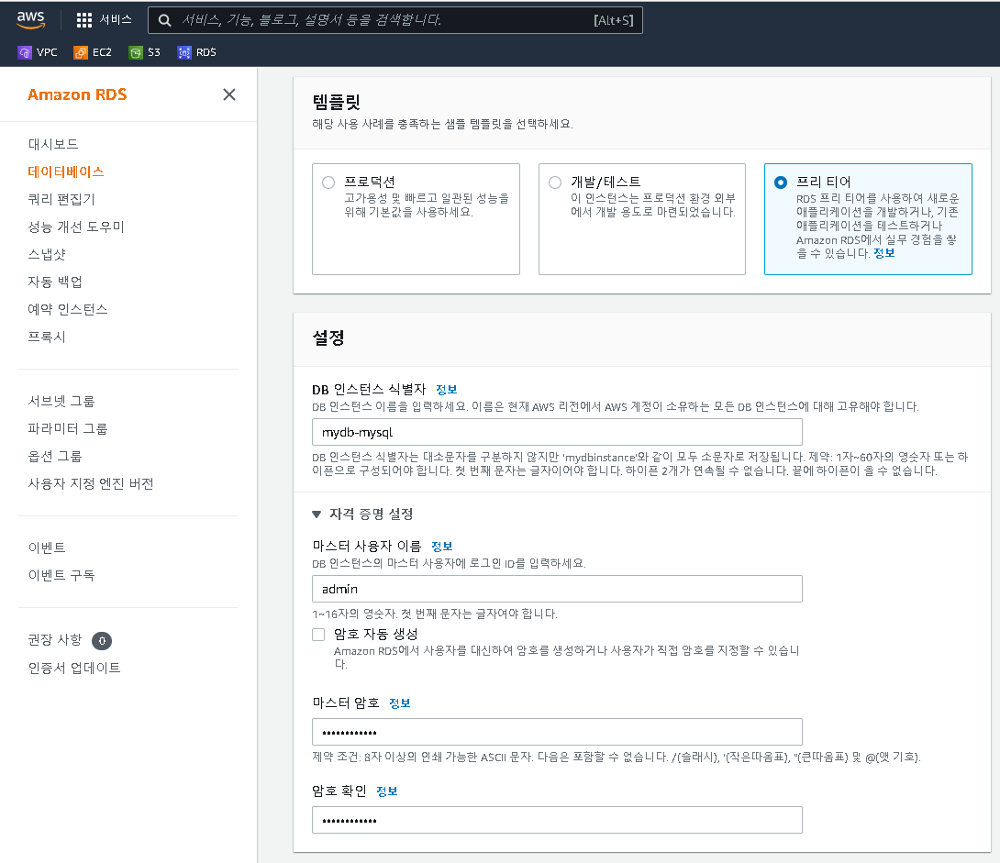 aws
서비스
서비스, 기능, 블로그, 설명서 등을 검색합니다.
[Alt+S]
VPC
EC2
S3
RDS
Amazon RDS
대시보드
데이터베이스
쿼리 편집기
성능 개선 도우미
스냅샷
자동 백업
예약 인스턴스
프록시
서브넷 그룹
파라미터 그룹
옵션 그룹
사용자 지정 엔진 버전
이벤트
이벤트 구독
권장 사항 0
인증서 업데이트
템플릿
해당 사용 사례를 충족하는 샘플 템플릿을 선택하세요.
프로덕션
고가용성 및 빠르고 일관된 성능을
위해 기본값을 사용하세요.
개발/테스트
이 인스턴스는 프로덕션 환경 외부
에서 개발 용도로 마련되었습니다.
프리 티어
RDS 프리 티어를 사용하여 새로운
애플리케이션을 개발하거나, 기존
애플리케이션을 테스트하거나
Amazon RDS에서 실무 경험을 쌓
을 수 있습니다. 정보
설정
DB 인스턴스 식별자 정보
DB 인스턴스 이름을 입력하세요. 이름은 현재 AWS 리전에서 AWS 계정이 소유하는 모든 DB 인스턴스에 대해 고유해야 합니다.
mydb-mysql
DB 인스턴스 식별자는 대소문자를 구분하지 않지만 'mydbinstance'와 같이 모두 소문자로 저장됩니다. 제약: 1자~60자의 영숫자 또는 하
이픈으로 구성되어야 합니다. 첫 번째 문자는 글자이어야 합니다. 하이픈 2개가 연속될 수 없습니다. 끝에 하이픈이 올 수 없습니다.
자격 증명 설정
마스터 사용자 이름 정보
DB 인스턴스의 마스터 사용자에 로그인 ID를 입력하세요.
admin
1~16자의 영숫자. 첫 번째 문자는 글자여야 합니다.
암호 자동 생성
Amazon RDS에서 사용자를 대신하여 암호를 생성하거나 사용자가 직접 암호를 지정할 수 있습니
다.
마스터 암호 정보
••••••••••••
제약 조건: 8자 이상의 인쇄 가능한 ASCII 문자. 다음은 포함할 수 없습니다. /(슬래시), '(작은따옴표), "(큰따옴표) 및 @(앳 기호).
암호 확인 정보
••••••••••••